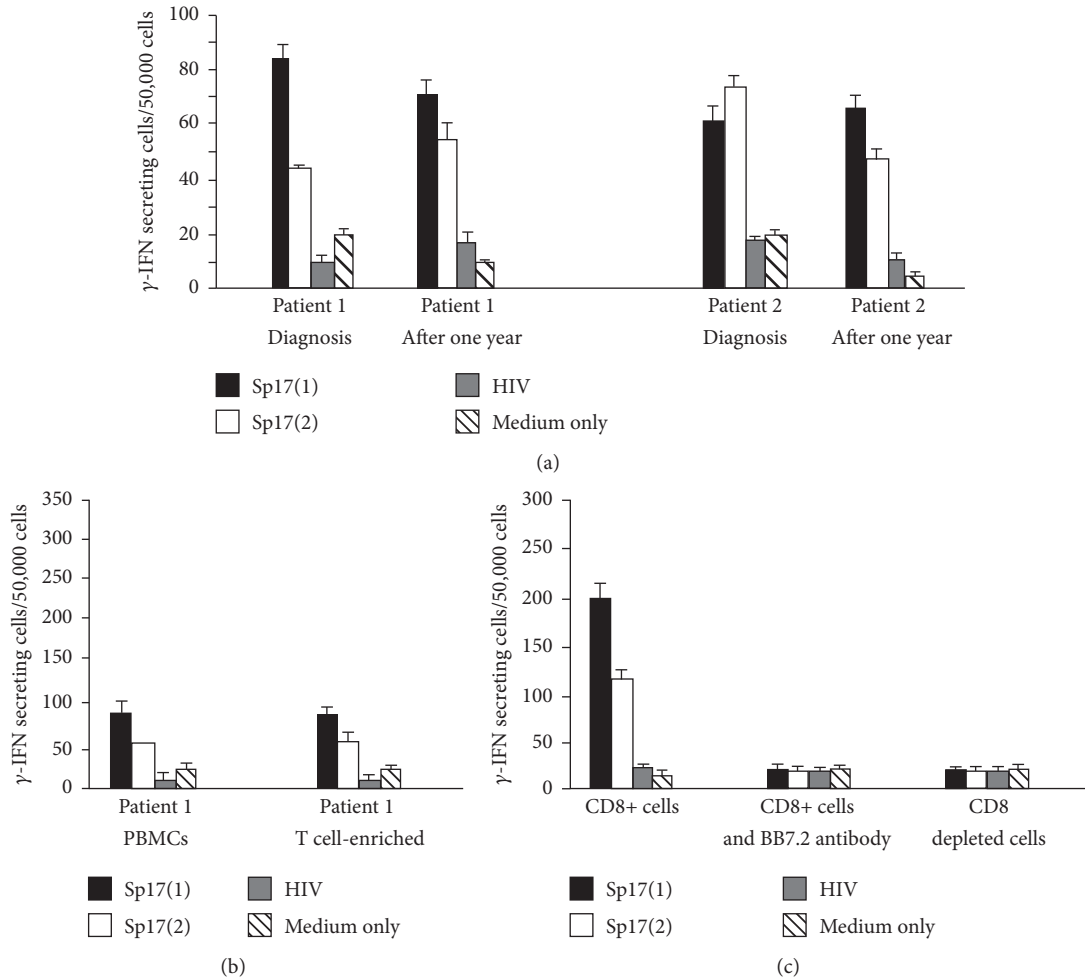 γ-IFN secreting cells/50,000 cells
100
80
60
40
20
0
Patient 1
Diagnosis
Patient 1
After one year
Patient 2
Diagnosis
Patient 2
After one year
Sp17(1)
Sp17(2)
HIV
Medium only
(a)
γ-IFN secreting cells/50,000 cells
350
300
250
150
100
50
0
Patient 1
PBMCs
Patient 1
T cell-enriched
Sp17(1)
Sp17(2)
HIV
Medium only
(b)
γ-IFN secreting cells/50,000 cells
300
250
200
150
100
50
0
CD8+ cells
CD8+ cells
and BB7.2 antibody
CD8
depleted cells
Sp17(1)
Sp17(2)
HIV
Medium only
(c)